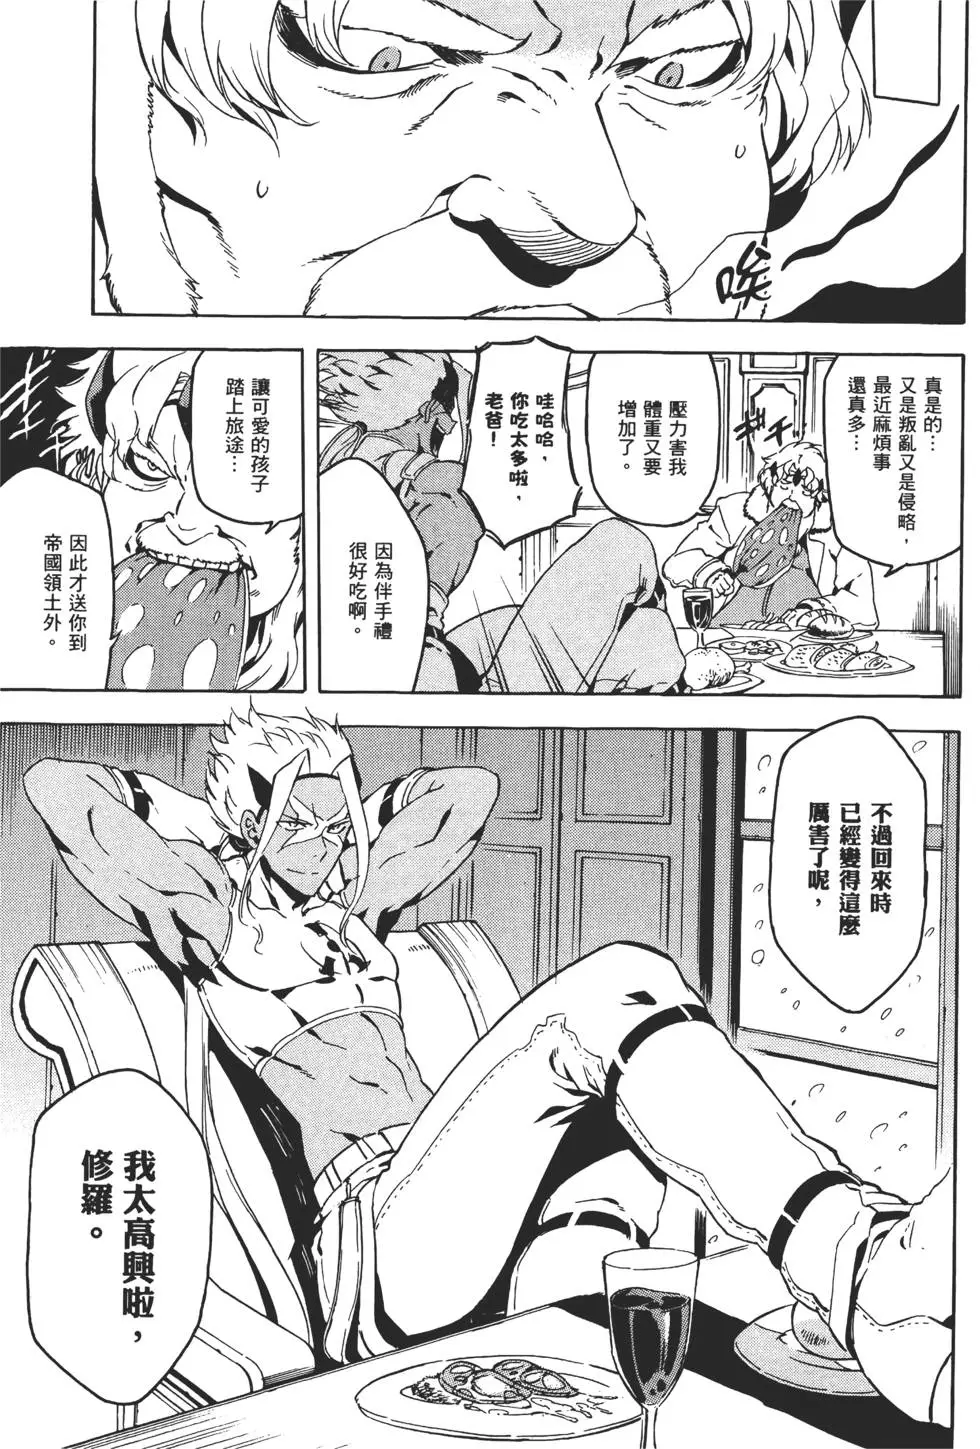 唉
真是的…
又是叛亂又是侵略，
最近麻煩事
還真多…
壓力害我
體重又要
增加了。
哇哈哈，
你吃太多啦，
老爸！
因為伴手禮
很好吃啊。
讓可愛的孩子
踏上旅途…
因此才送你到
帝國領土外。
不過回來時
已經變得這麼
厲害了呢，
我太高興啦，
修羅。